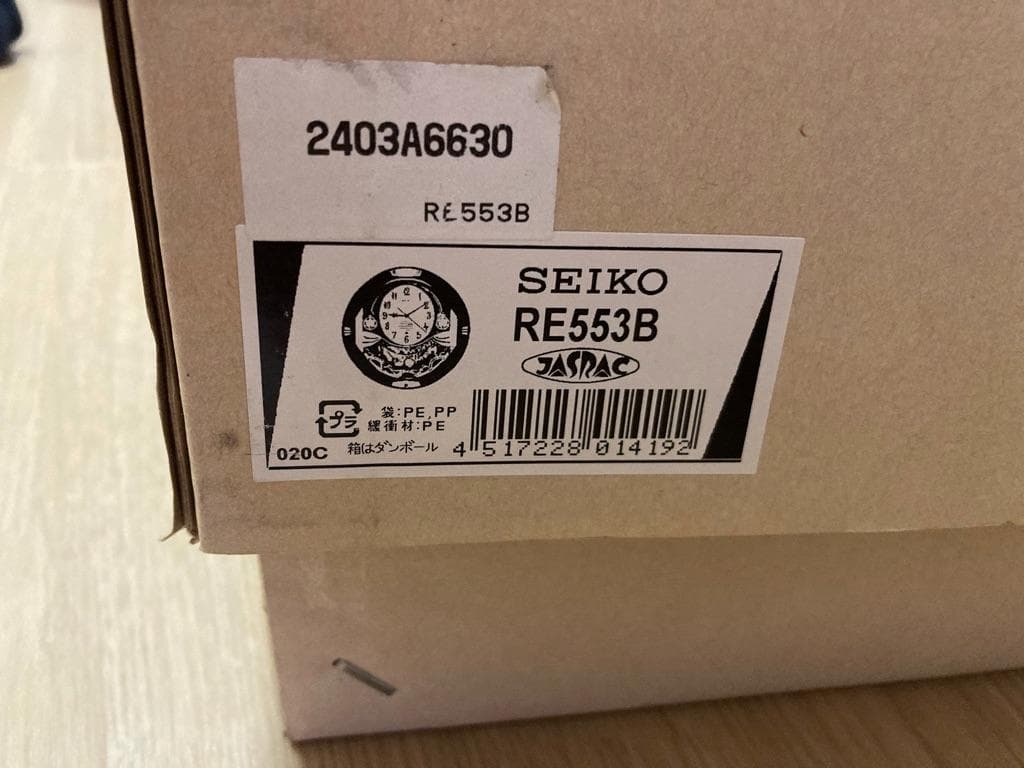 2403A6630
RE553B
SEIKO
RE553B
JASRAC
プラ
袋:PE,PP
緩衝材:PE
箱はダンボール
020C
4 517228 014192